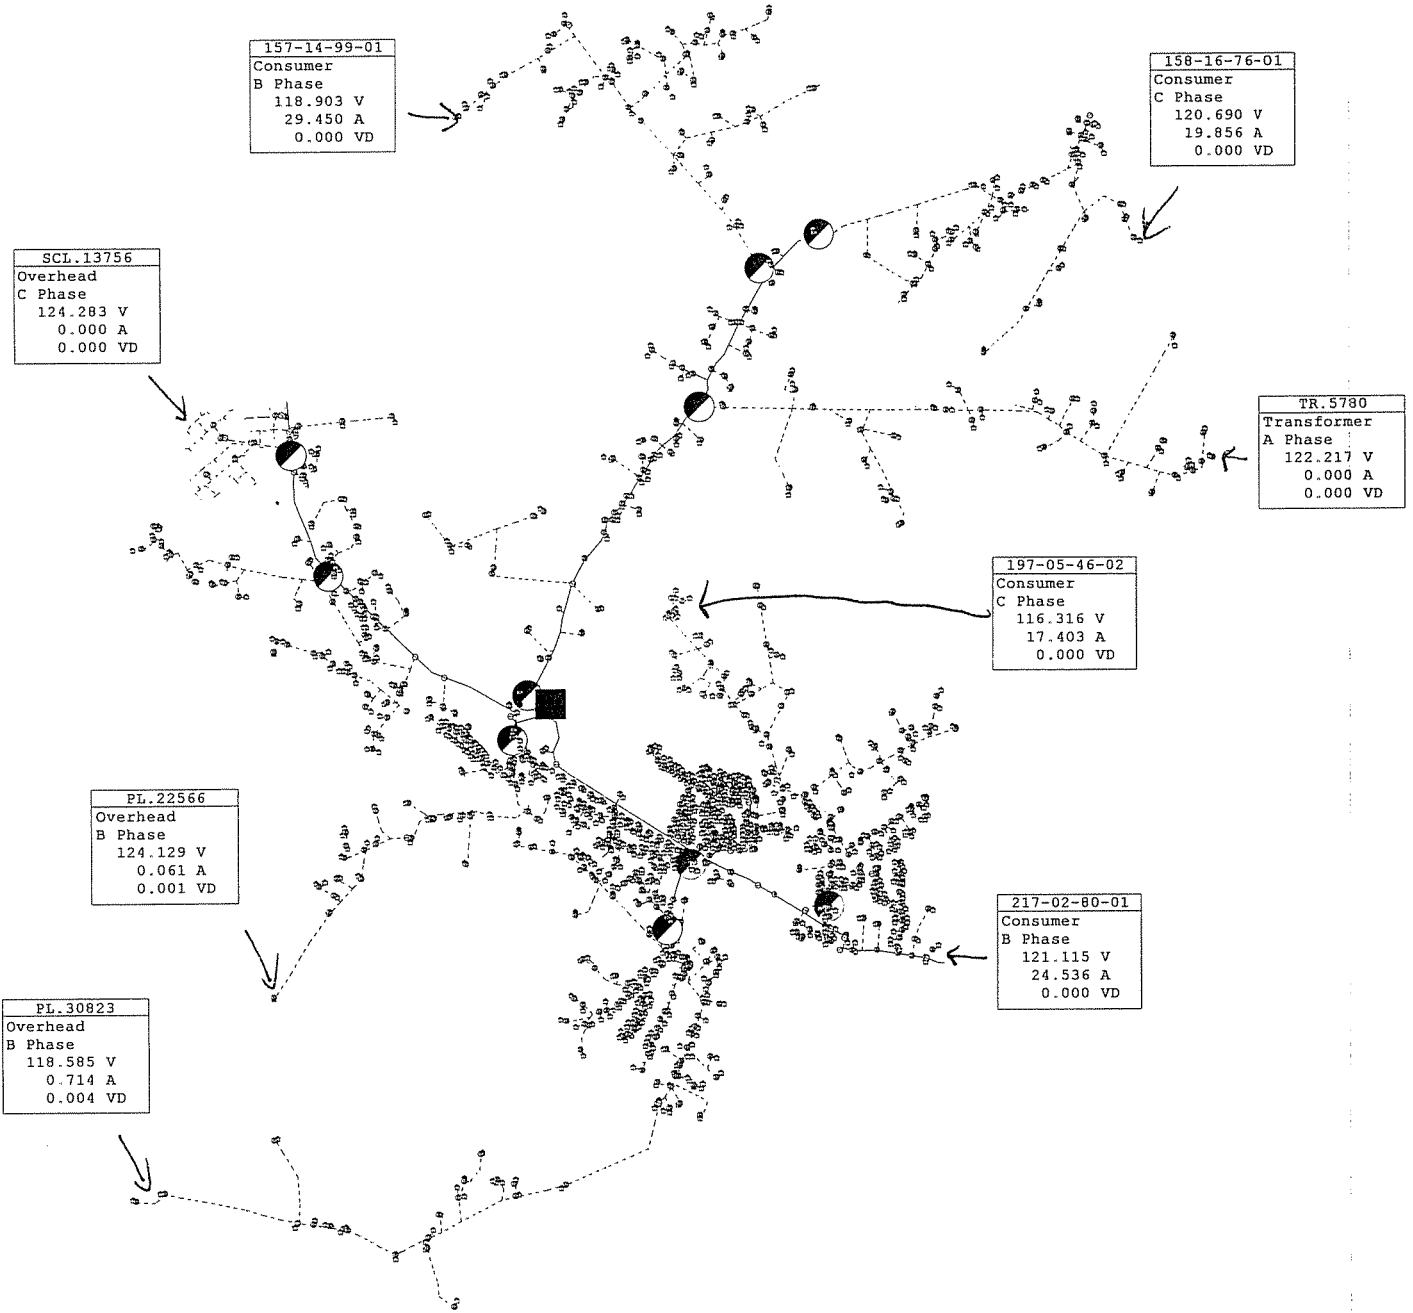 157-14-99-01
Consumer
B Phase
118.903 V
29.450 A
0.000 VD
158-16-76-01
Consumer
C Phase
120.690 V
19.856 A
0.000 VD
SCL.13756
Overhead
C Phase
124.283 V
0.000 A
0.000 VD
TR.5780
Transformer
A Phase
122.217 V
0.000 A
0.000 VD
197-05-46-02
Consumer
C Phase
116.316 V
17.403 A
0.000 VD
PL.22566
Overhead
B Phase
124.129 V
0.061 A
0.001 VD
217-02-80-01
Consumer
B Phase
121.115 V
24.536 A
0.000 VD
PL.30823
Overhead
B Phase
118.585 V
0.714 A
0.004 VD